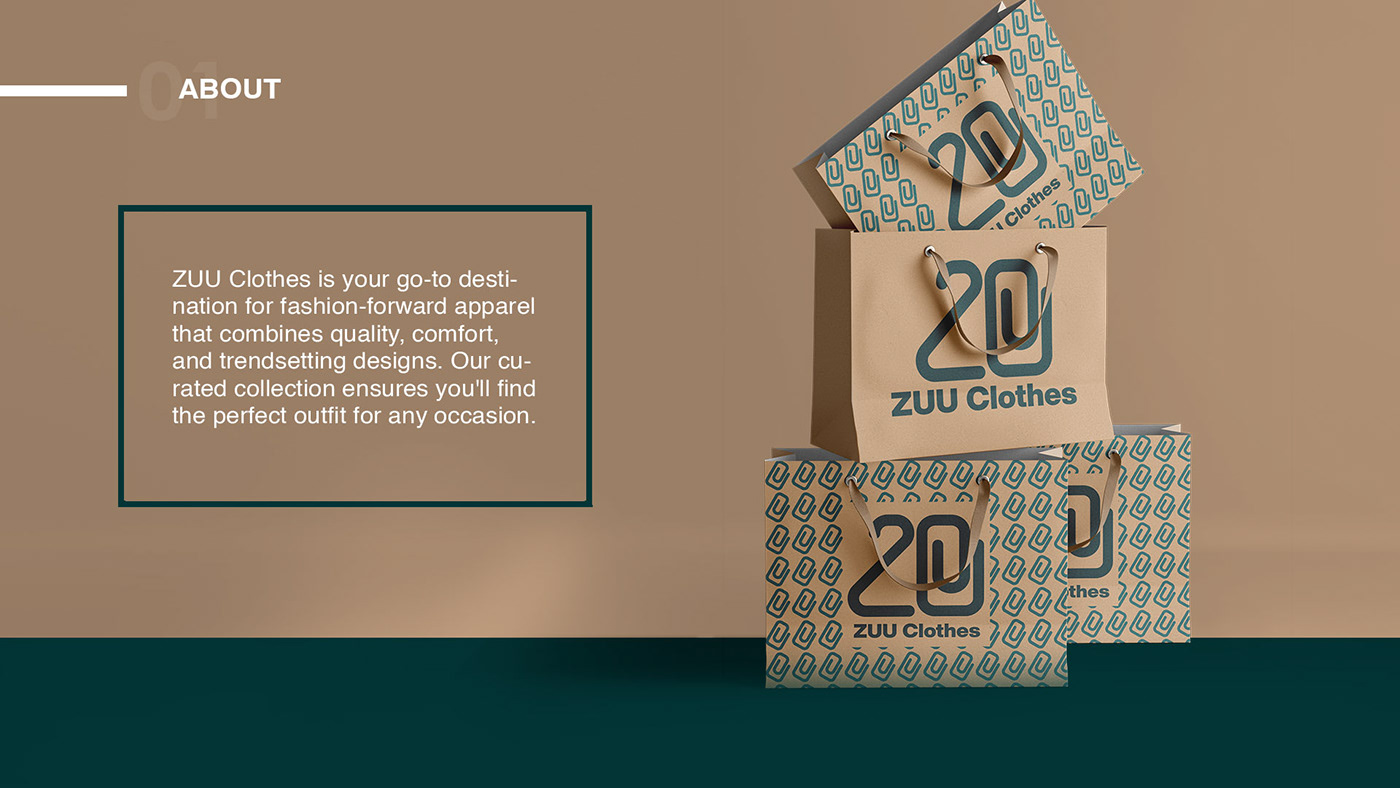 01
ABOUT
ZUU Clothes is your go-to desti-
nation for fashion-forward apparel
that combines quality, comfort,
and trendsetting designs. Our cu-
rated collection ensures you'll find
the perfect outfit for any occasion.
Clothes
ZUU Clothes
ZUU Clothes
thes